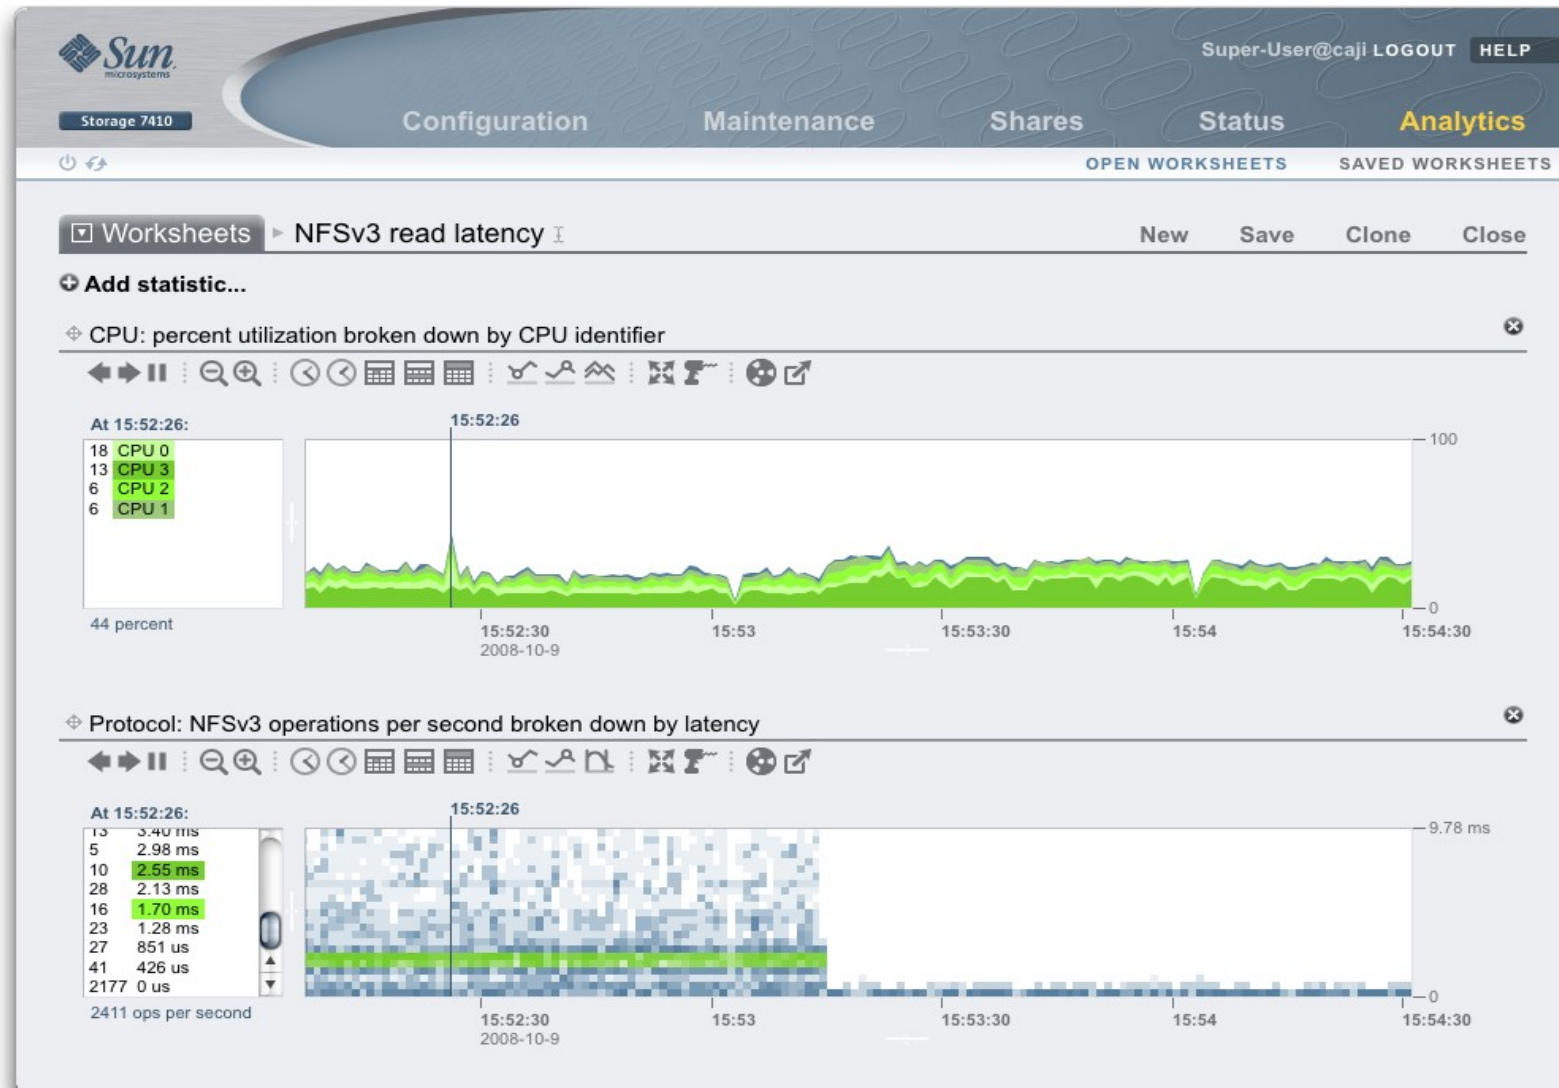 Sun
microsystems
Super-User@caji LOGOUT HELP
Storage 7410
Configuration Maintenance Shares Status Analytics
OPEN WORKSHEETS SAVED WORKSHEETS
Worksheets NFSv3 read latency
New Save Clone Close
Add statistic...
CPU: percent utilization broken down by CPU identifier
At 15:52:26:
15:52:26
18 CPU 0
13 CPU 3
6 CPU 2
6 CPU 1
100
0
44 percent
15:52:30 15:53 15:53:30 15:54 15:54:30
2008-10-9
Protocol: NFSv3 operations per second broken down by latency
At 15:52:26:
15:52:26
13 3.40 ms
5 2.98 ms
10 2.55 ms
28 2.13 ms
16 1.70 ms
23 1.28 ms
27 851 us
41 426 us
2177 0 us
9.78 ms
0
2411 ops per second
15:52:30 15:53 15:53:30 15:54 15:54:30
2008-10-9